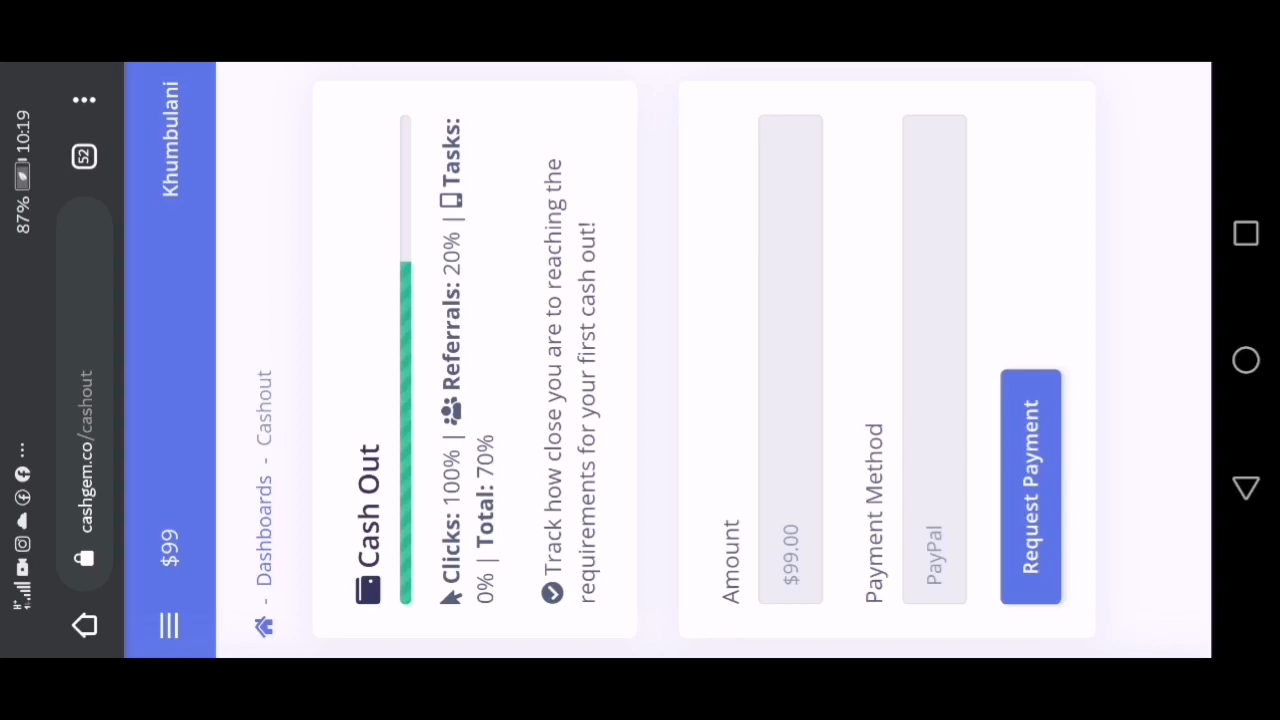 87% 10:19
cashgem.co/cashout
52
$99
Khumbulani
- Dashboards - Cashout
Cash Out
Clicks: 100% | Referrals: 20% | Tasks:
0% | Total: 70%
Track how close you are to reaching the
requirements for your first cash out!
Amount
$99.00
Payment Method
PayPal
Request Payment